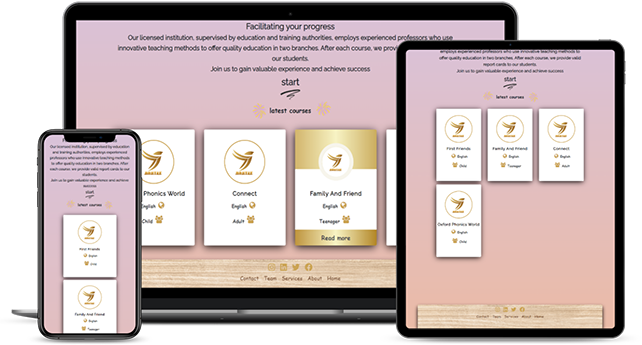 Facilitating your progress
Our licensed institution, supervised by education and training authorities, employs experienced professors who use
innovative teaching methods to offer quality education in two branches. After each course, we provide val
our students.
Join us to gain valuable experience and achieve success
start
latest courses
Phonics World
English
Child
Connect
English
Adult
Family And Friend
English
Teenager
Read more
Contact Team Services About Home
employs experienced professors who use
innovative teaching methods to offer quality education in two branches. After each course, we provide valid
report cards to our students.
Join us to gain valuable experience and achieve success
start
latest courses
First Friends
English
Child
Family And Friend
English
Teenager
Connect
English
Adult
Oxford Phonics World
English
Child
Contact Team Services About Home
Our licensed institution, supervised by education
and training authorities, employs experienced
professors who use innovative teaching methods
to offer quality education in two branches. After
each course, we provide valid report cards to our
students.
Join us to gain valuable experience and achieve
success
start
latest courses
First Friends
English
Child
Family And Friend
English
Teenager